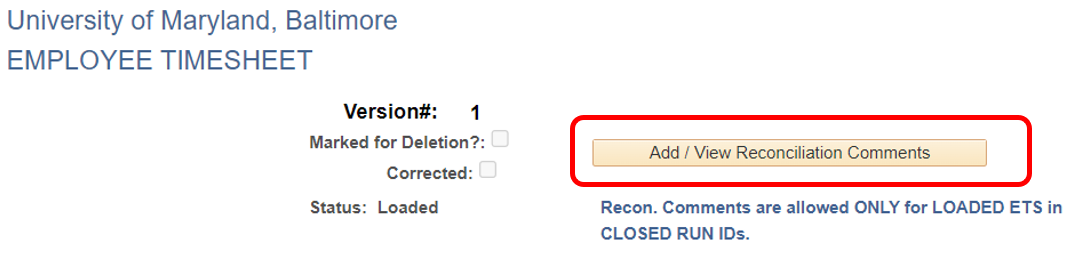 University of Maryland, Baltimore
EMPLOYEE TIMESHEET
Version#: 1
Marked for Deletion?:
Add / View Reconciliation Comments
Corrected:
Status: Loaded
Recon. Comments are allowed ONLY for LOADED ETS in
CLOSED RUN IDs.